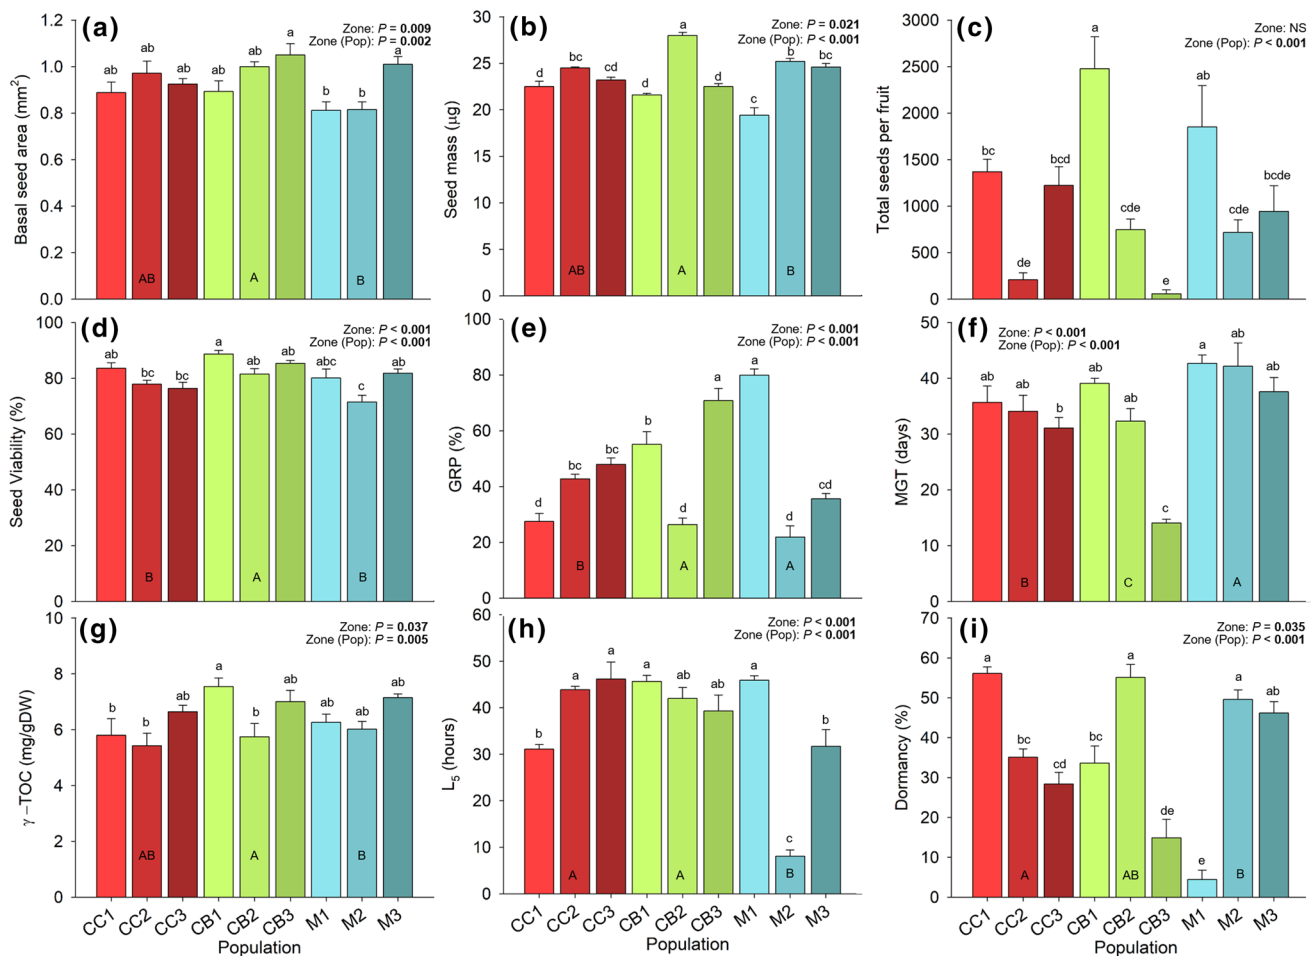 (a)
Zone: P = 0.009
Zone (Pop): P = 0.002
Basal seed area (mm²)
1.2
1.0
0.8
0.6
0.4
0.2
0.0
ab ab ab ab ab a b b a
AB A B
(b)
Zone: P = 0.021
Zone (Pop): P < 0.001
Seed mass (µg)
30
25
20
15
10
5
0
d bc cd d a d c b bc
AB A B
(c)
Zone: NS
Zone (Pop): P < 0.001
Total seeds per fruit
3000
2500
2000
1500
1000
500
0
bc de bcd a cde e ab cde bcde
(d)
Zone: P < 0.001
Zone (Pop): P < 0.001
Seed Viability (%)
100
80
60
40
20
0
ab bc bc a ab ab abc c ab
B A B
(e)
Zone: P < 0.001
Zone (Pop): P < 0.001
GRP (%)
100
80
60
40
20
0
d bc bc b d a a d cd
B A A
(f)
Zone: P < 0.001
Zone (Pop): P < 0.001
MGT (days)
50
40
30
20
10
0
ab ab b ab ab c a ab ab
B C A
(g)
Zone: P = 0.037
Zone (Pop): P = 0.005
γ –TOC (mg/gDW)
10
8
6
4
2
0
b b ab a b ab ab ab ab
AB A B
CC1 CC2 CC3 CB1 CB2 CB3 M1 M2 M3
Population
(h)
Zone: P < 0.001
Zone (Pop): P < 0.001
L₅ (hours)
60
50
40
30
20
10
0
b a a a ab ab a c b
A A B
CC1 CC2 CC3 CB1 CB2 CB3 M1 M2 M3
Population
(i)
Zone: P = 0.035
Zone (Pop): P < 0.001
Dormancy (%)
70
60
50
40
30
20
10
0
a bc cd bc a de e a ab
A AB B
CC1 CC2 CC3 CB1 CB2 CB3 M1 M2 M3
Population